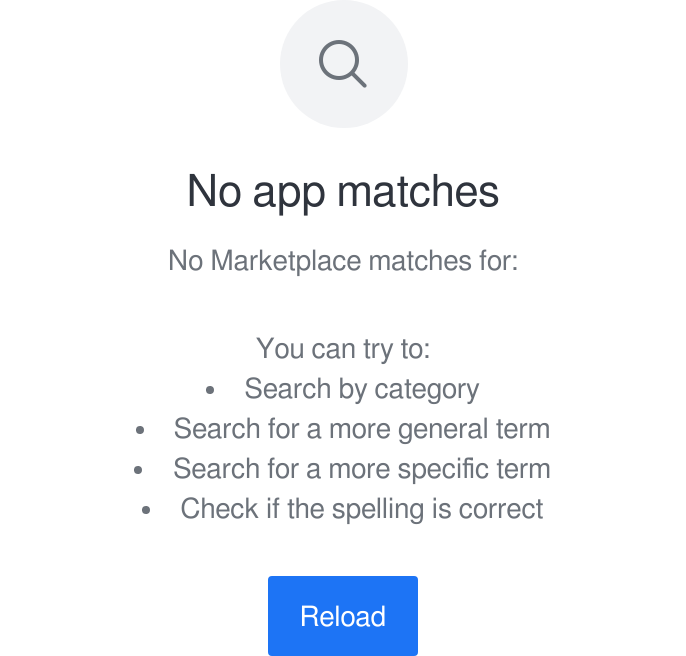 No app matches
No Marketplace matches for:
You can try to:
• Search by category
• Search for a more general term
• Search for a more specific term
• Check if the spelling is correct
Reload